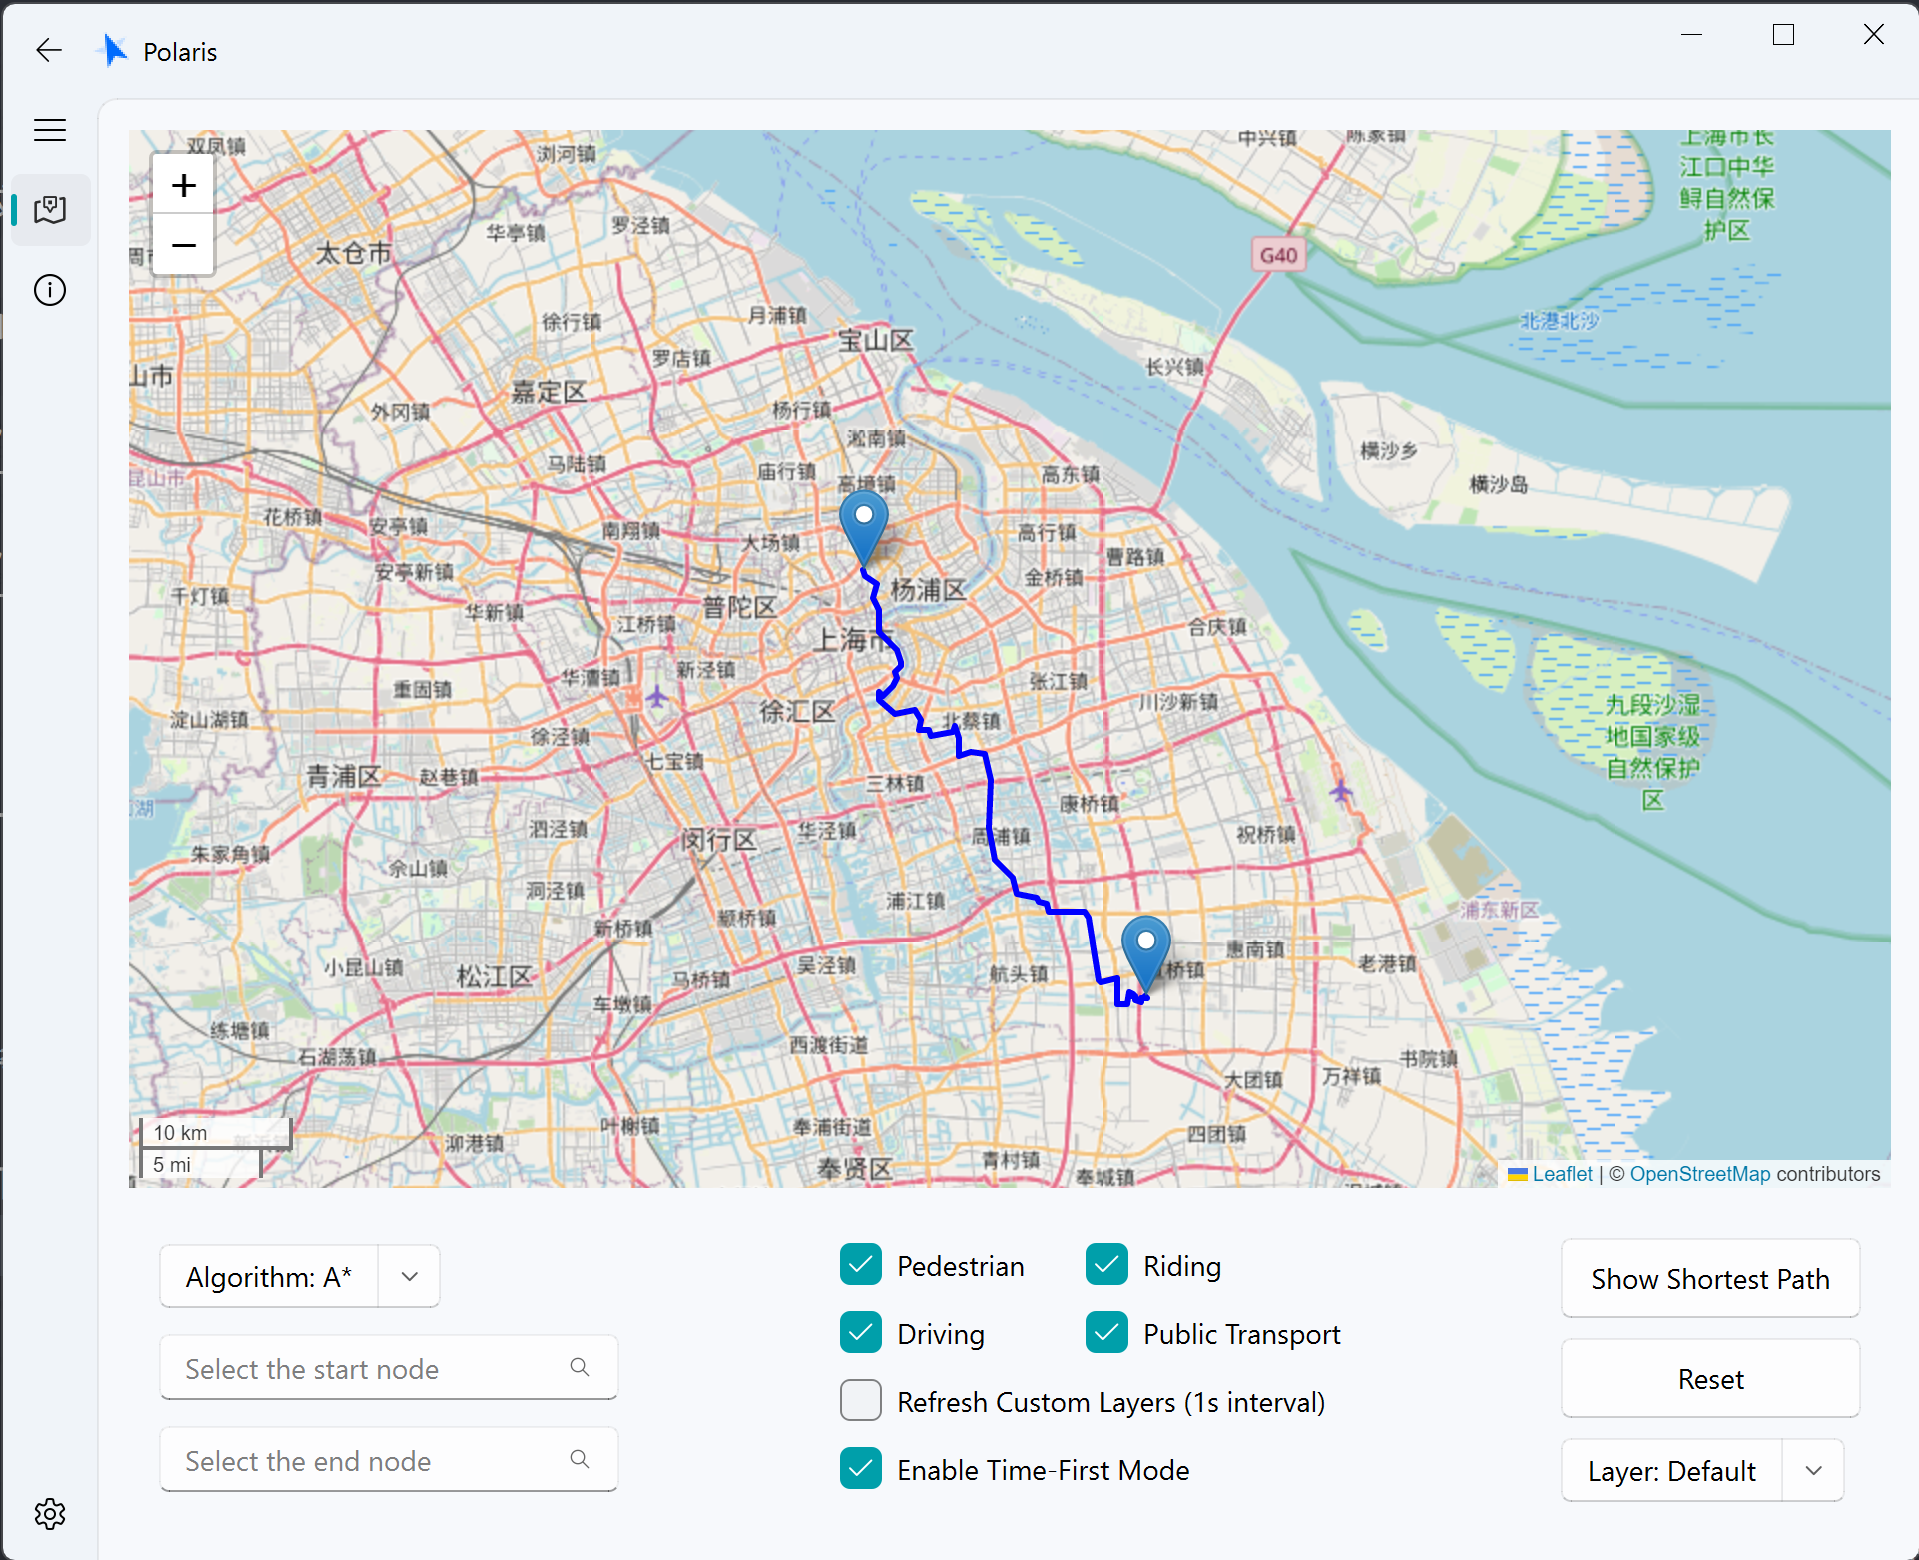 Polaris
双凤镇
浏河镇
中兴镇
陈家镇
上海市长
江口中华
鲟自然保
护区
+
−
华亭镇
罗泾镇
太仓市
G40
徐行镇
月浦镇
宝山区
北港北沙
罗店镇
长兴镇
山市
嘉定区
外冈镇
杨行镇
淞南镇
横沙乡
马陆镇
庙行镇
高境镇
高东镇
横沙岛
昆山市
花桥镇
安亭镇
南翔镇
大场镇
高行镇
曹路镇
安亭新镇
金桥镇
千灯镇
华新镇
普陀区
杨浦区
江桥镇
上海市
合庆镇
华漕镇
新泾镇
张江镇
重固镇
川沙新镇
淀山湖镇
徐汇区
北蔡镇
九段沙湿
地国家级
自然保护
区
徐泾镇
七宝镇
青浦区
赵巷镇
三林镇
康桥镇
泗泾镇
闵行区
华泾镇
周浦镇
祝桥镇
朱家角镇
佘山镇
洞泾镇
浦江镇
浦东新区
新桥镇
颛桥镇
惠南镇
小昆山镇
松江区
马桥镇
吴泾镇
航头镇
桥镇
老港镇
车墩镇
练塘镇
石湖荡镇
西渡街道
书院镇
大团镇
万祥镇
10 km
泖港镇
叶榭镇
奉浦街道
四团镇
5 mi
奉贤区
青村镇
奉城镇
Leaflet | © OpenStreetMap contributors
Algorithm: A*
Select the start node
Select the end node
Pedestrian
Riding
Driving
Public Transport
Refresh Custom Layers (1s interval)
Enable Time-First Mode
Show Shortest Path
Reset
Layer: Default